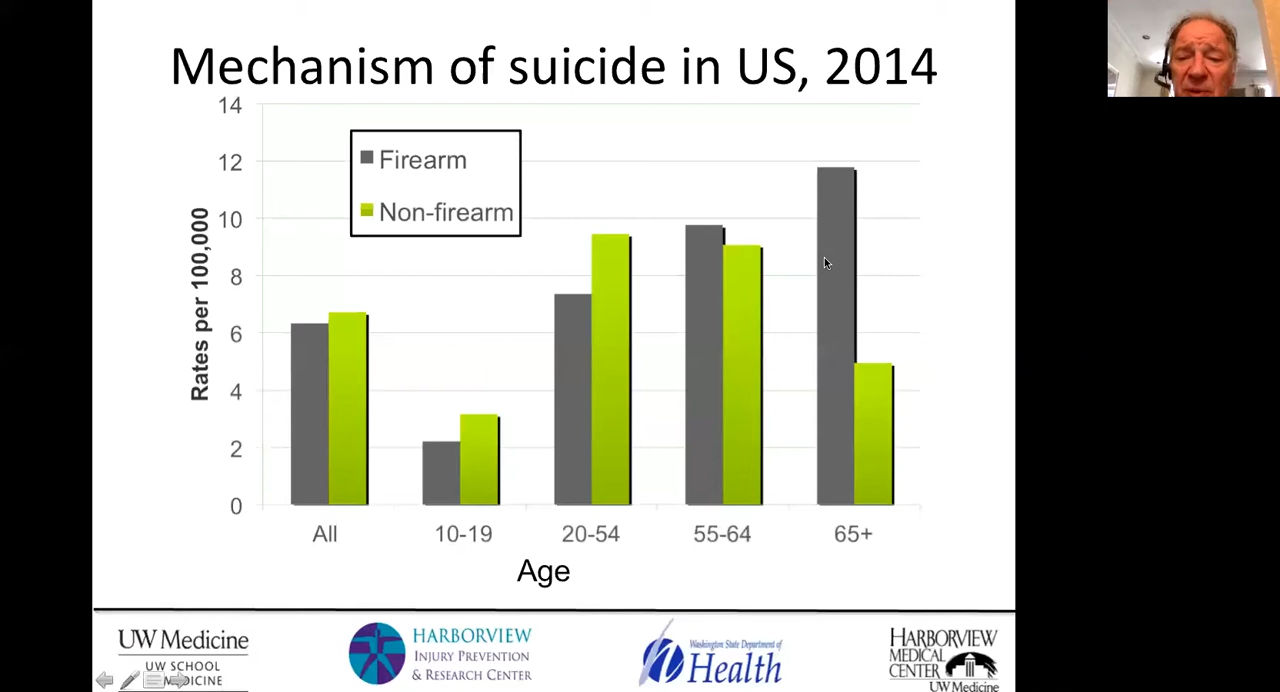 Mechanism of suicide in US, 2014
14
12
10
8
6
4
2
0
Rates per 100,000
Firearm
Non-firearm
All
10-19
20-54
55-64
65+
Age
UW Medicine
UW SCHOOL
MEDICINE
HARBORVIEW
INJURY PREVENTION
& RESEARCH CENTER
Washington State Department of
Health
HARBORVIEW
MEDICAL
CENTER
UW Medicine